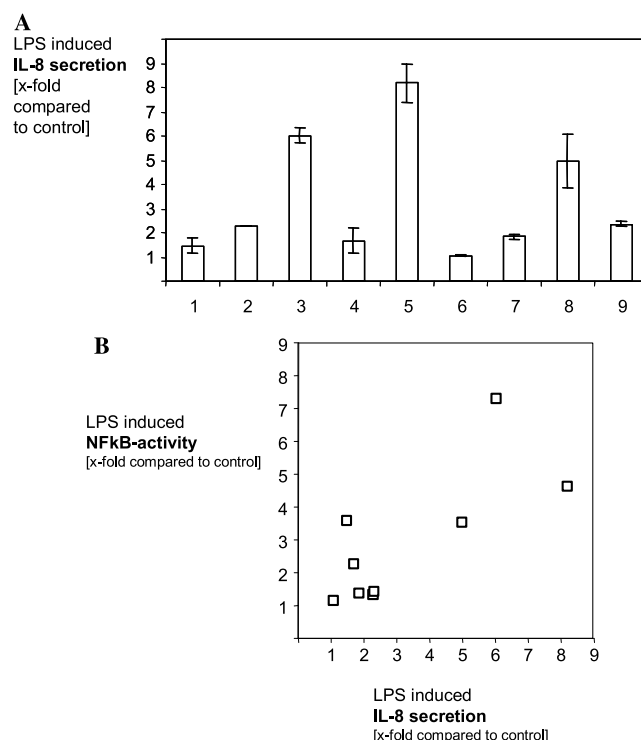 A
LPS induced
IL-8 secretion
[x-fold
compared
to control]
9
8
7
6
5
4
3
2
1
1 2 3 4 5 6 7 8 9
B
LPS induced
NFkB-activity
[x-fold compared to control]
9
8
7
6
5
4
3
2
1
1 2 3 4 5 6 7 8 9
LPS induced
IL-8 secretion
[x-fold compared to control]